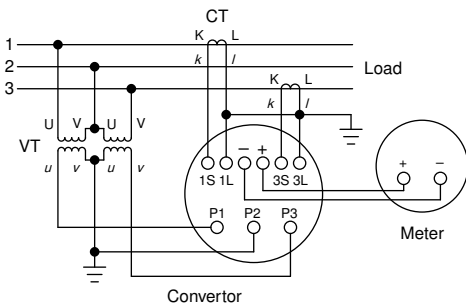 CT
1 K L
2 k l Load
3 K L
k l
U V U V
VT
u v u v
− +
1S 1L 3S 3L
+ −
P1 P2 P3
Meter
Convertor